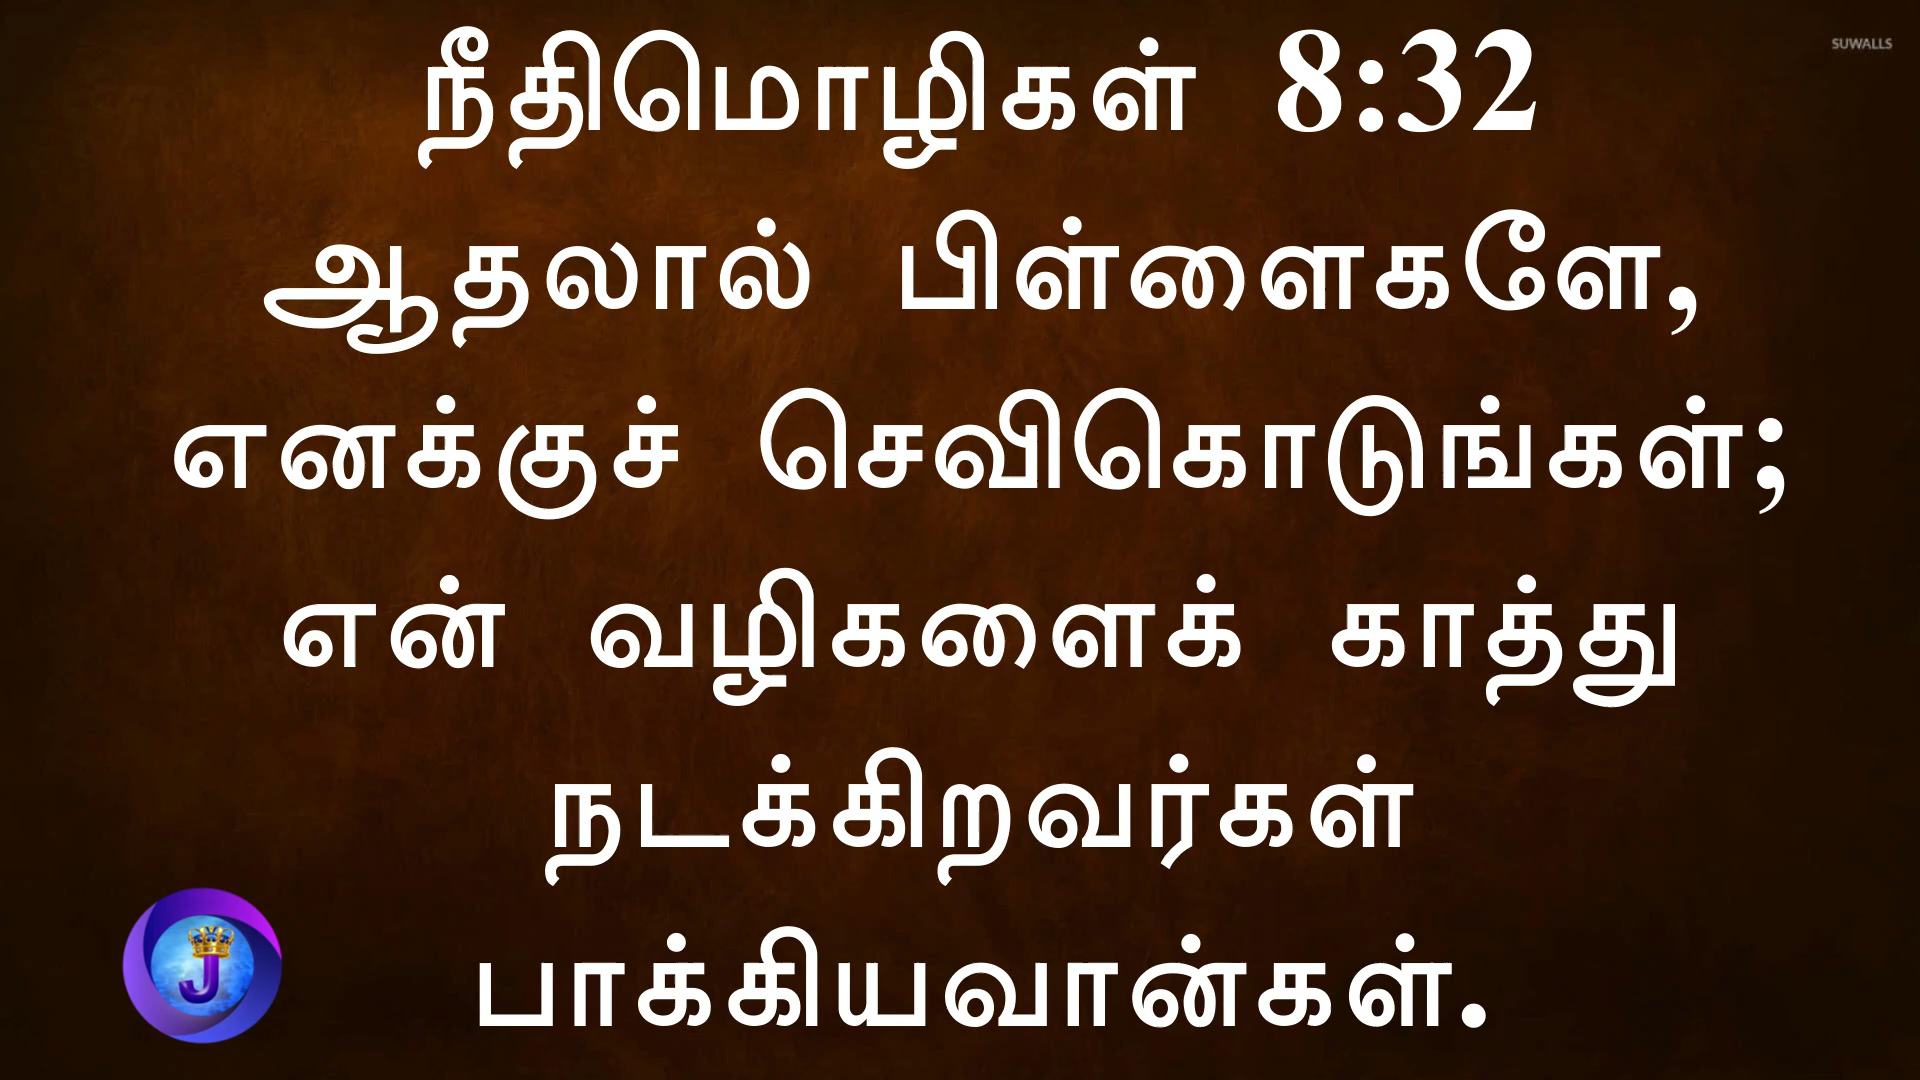 நீதிமொழிகள் 8:32
SUWALLS
ஆதலால் பிள்ளைகளே,
எனக்குச் செவிகொடுங்கள்;
என் வழிகளைக் காத்து
நடக்கிறவர்கள்
பாக்கியவான்கள்.
J